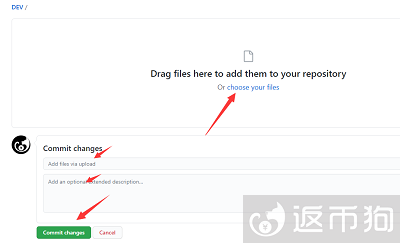 DEV /
Drag files here to add them to your repository
Or choose your files
Commit changes
Add files via upload
Add an optional extended description...
Commit changes
Cancel
返币狗